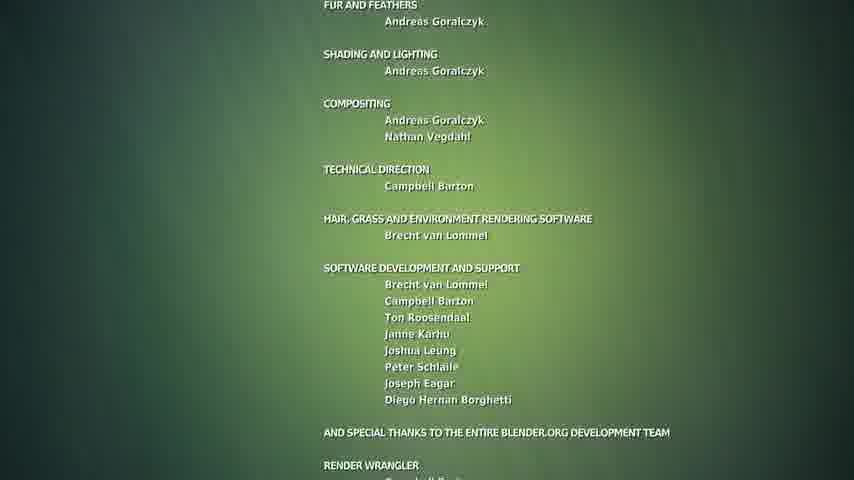 FUR AND FEATHERS
Andreas Goralczyk
SHADING AND LIGHTING
Andreas Goralczyk
COMPOSITING
Andreas Goralczyk
Nathan Vegdahl
TECHNICAL DIRECTION
Campbell Barton
HAIR, GRASS AND ENVIRONMENT RENDERING SOFTWARE
Brecht van Lommel
SOFTWARE DEVELOPMENT AND SUPPORT
Brecht van Lommel
Campbell Barton
Ton Roosendaal
Janne Karhu
Joshua Leung
Peter Schlaile
Joseph Eagar
Diego Hernan Borghetti
AND SPECIAL THANKS TO THE ENTIRE BLENDER.ORG DEVELOPMENT TEAM
RENDER WRANGLER